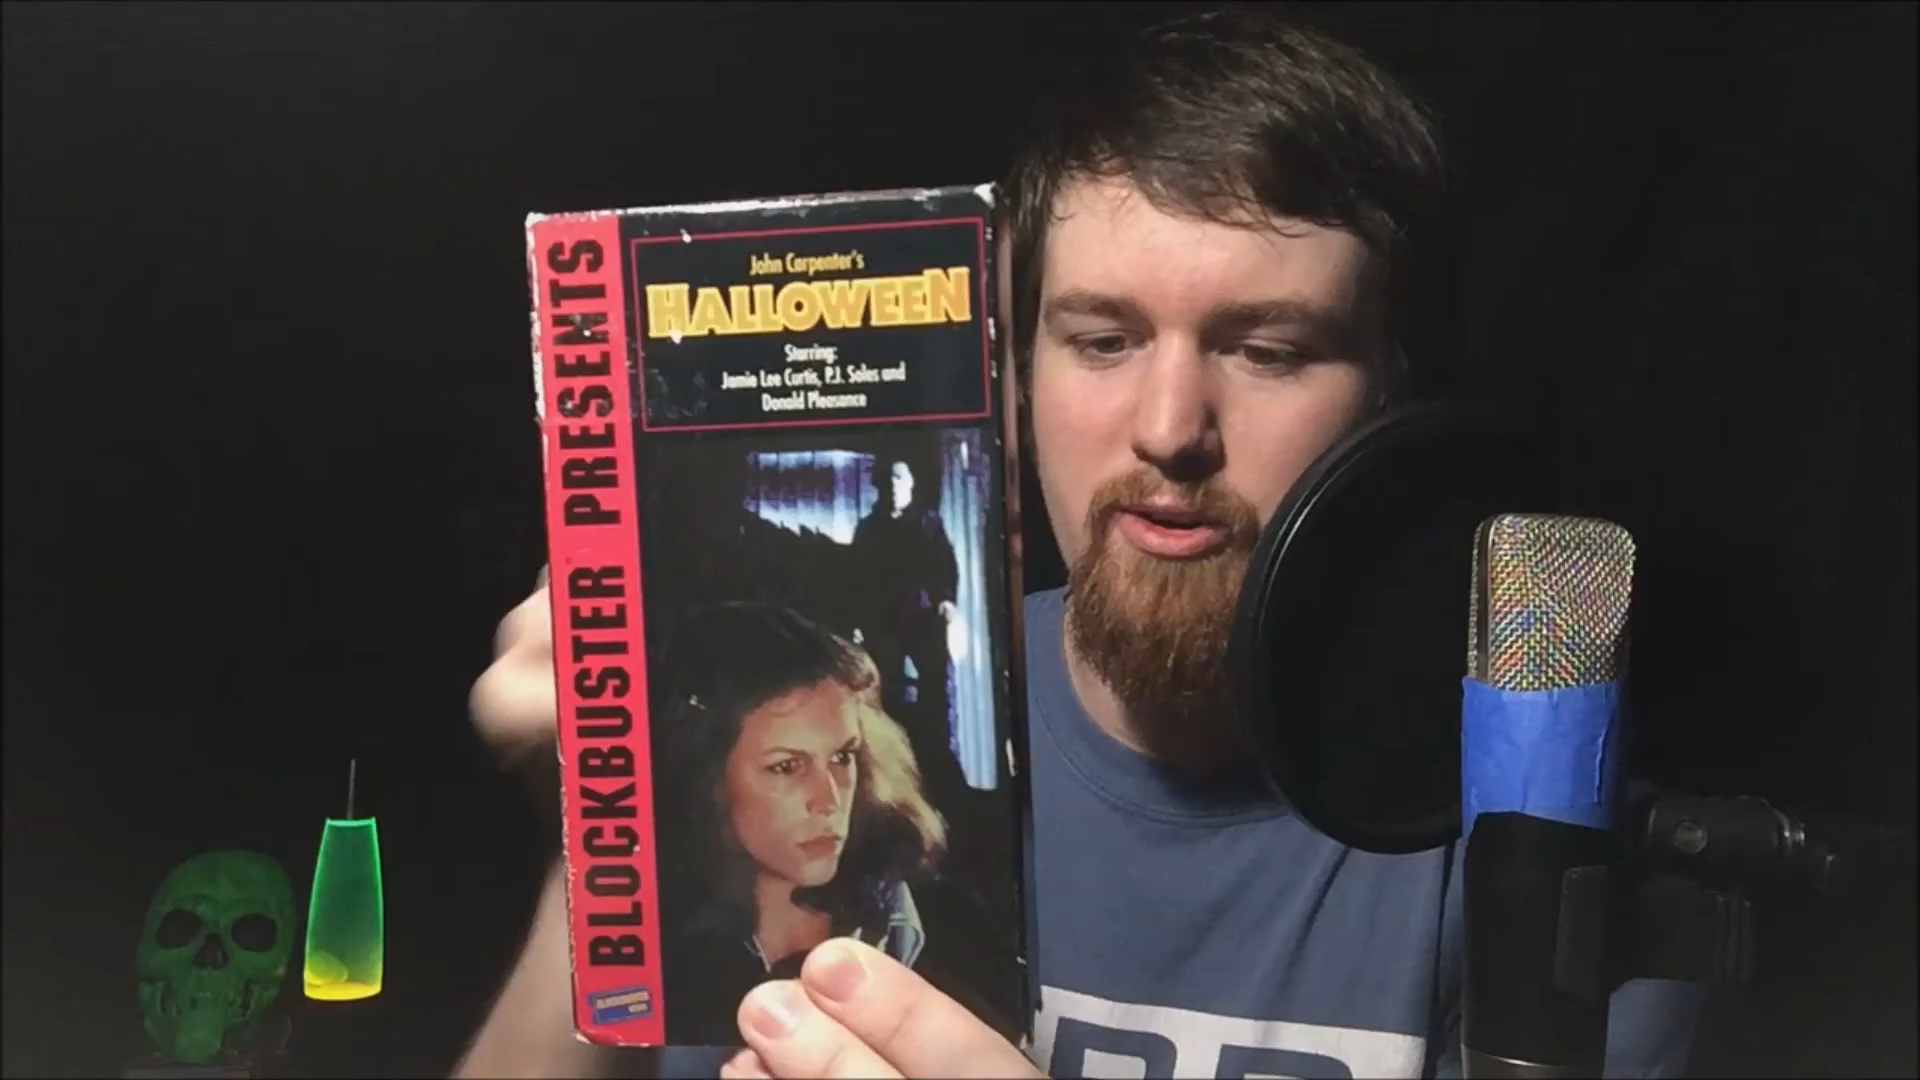 BLOCKBUSTER PRESENTS
John Carpenter's
HALLOWEEN
Starring:
Jamie Lee Curtis, P.J. Soles and
Donald Pleasance